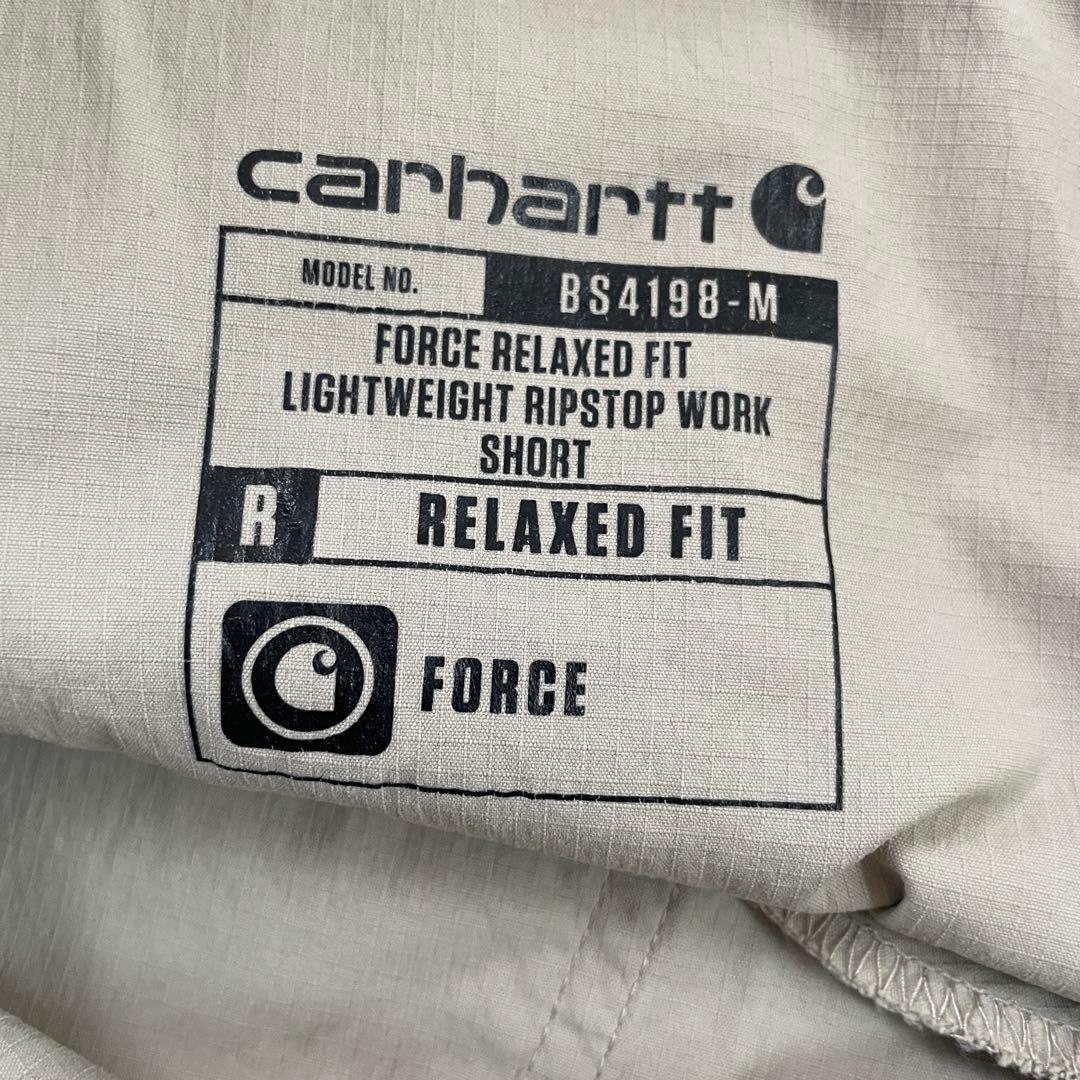 carhartt
MODEL NO. BS4198-M
FORCE RELAXED FIT
LIGHTWEIGHT RIPSTOP WORK
SHORT
R RELAXED FIT
FORCE